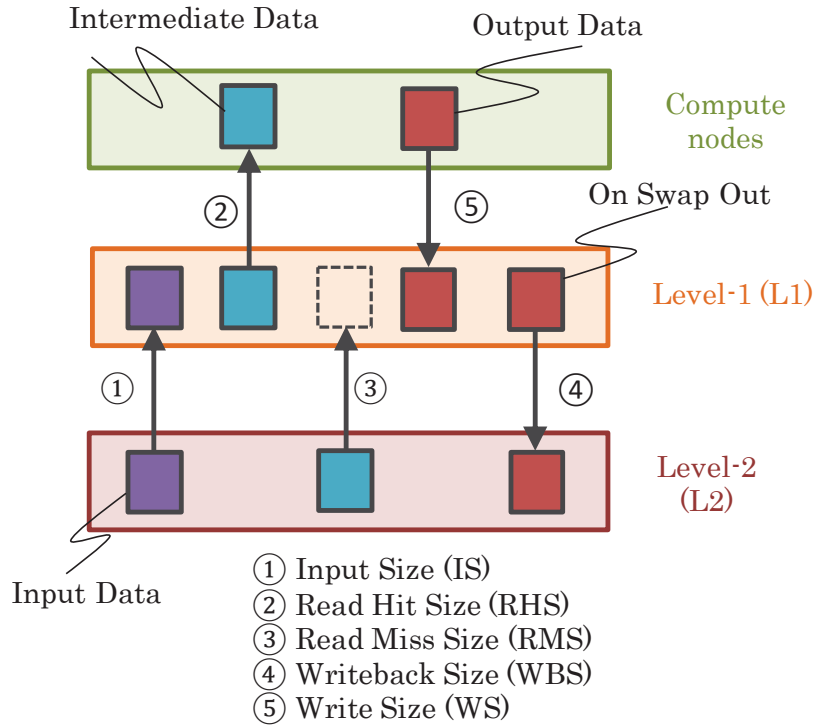 Intermediate Data
Output Data
Compute
nodes
②
⑤
On Swap Out
Level-1 (L1)
①
③
④
Level-2
(L2)
Input Data
① Input Size (IS)
② Read Hit Size (RHS)
③ Read Miss Size (RMS)
④ Writeback Size (WBS)
⑤ Write Size (WS)